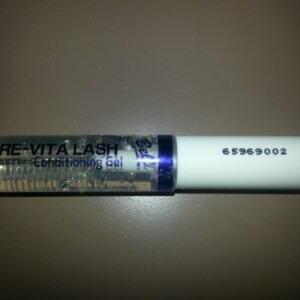 RE-VITA LASH
Conditioning Gel
65969002